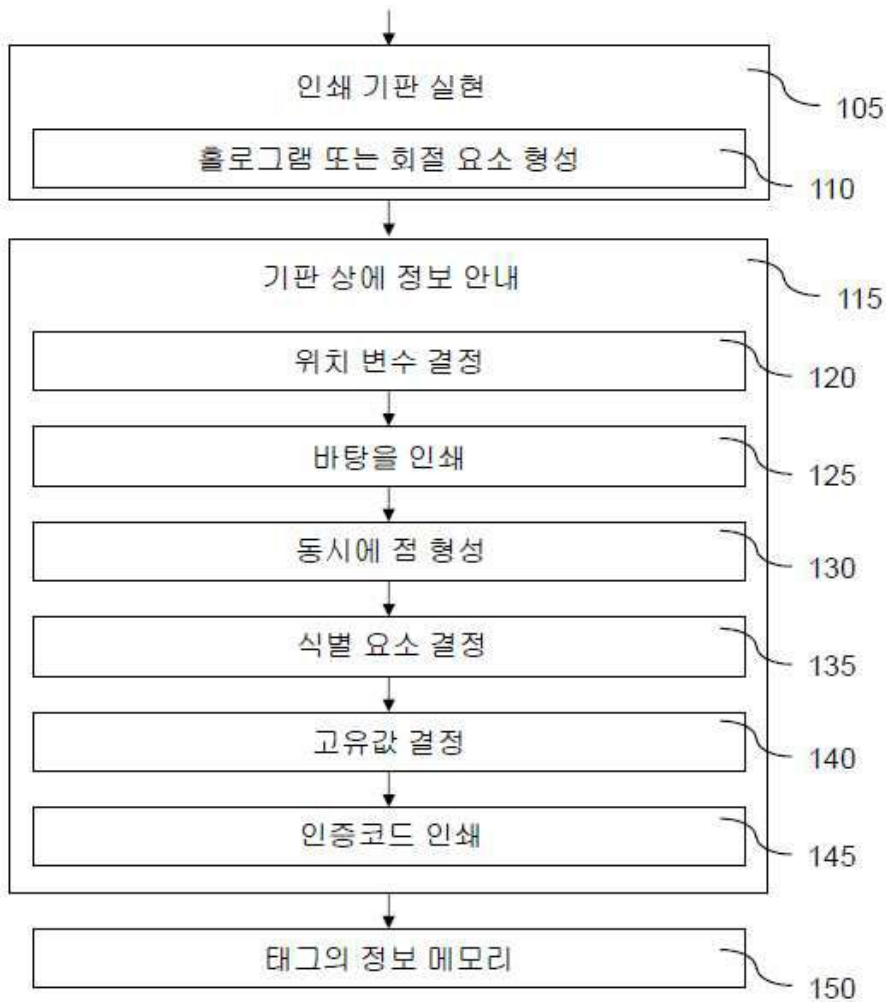 인쇄 기판 실현
105
홀로그램 또는 회절 요소 형성
110
기판 상에 정보 안내
115
위치 변수 결정
120
바탕을 인쇄
125
동시에 점 형성
130
식별 요소 결정
135
고유값 결정
140
인증코드 인쇄
145
태그의 정보 메모리
150